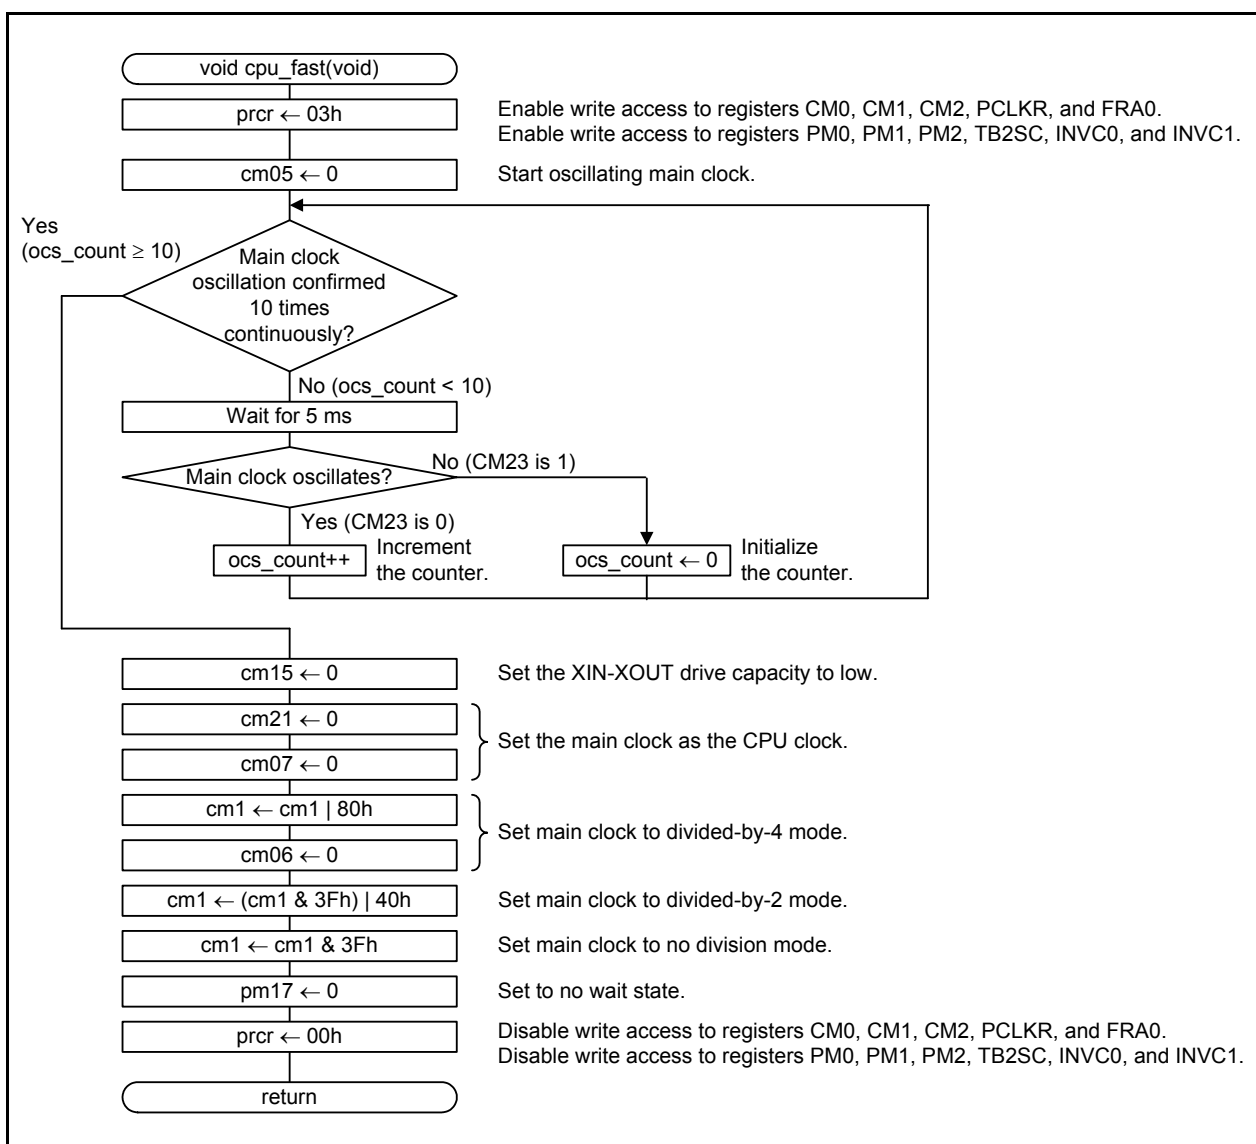 void cpu_fast(void)
prcr ← 03h
Enable write access to registers CM0, CM1, CM2, PCLKR, and FRA0.
Enable write access to registers PM0, PM1, PM2, TB2SC, INVC0, and INVC1.
cm05 ← 0
Start oscillating main clock.
Yes
(ocs_count ≥ 10)
Main clock
oscillation confirmed
10 times
continuously?
No (ocs_count < 10)
Wait for 5 ms
Main clock oscillates?
No (CM23 is 1)
Yes (CM23 is 0)
ocs_count++
Increment
the counter.
ocs_count ← 0
Initialize
the counter.
cm15 ← 0
Set the XIN-XOUT drive capacity to low.
cm21 ← 0
Set the main clock as the CPU clock.
cm07 ← 0
cm1 ← cm1 | 80h
Set main clock to divided-by-4 mode.
cm06 ← 0
cm1 ← (cm1 & 3Fh) | 40h
Set main clock to divided-by-2 mode.
cm1 ← cm1 & 3Fh
Set main clock to no division mode.
pm17 ← 0
Set to no wait state.
prcr ← 00h
Disable write access to registers CM0, CM1, CM2, PCLKR, and FRA0.
Disable write access to registers PM0, PM1, PM2, TB2SC, INVC0, and INVC1.
return